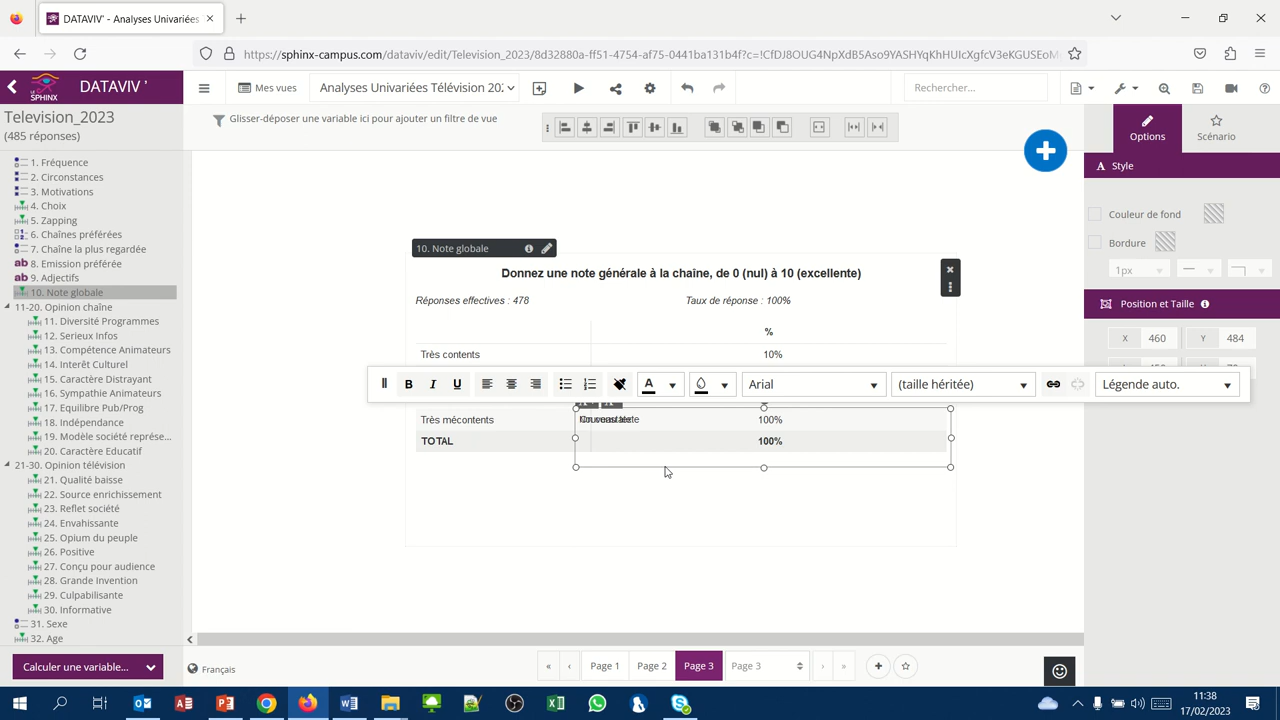 DATAVIV' - Analyses Univariées
https://sphinx-campus.com/dataviv/edit/Television_2023/8d32880a-ff51-4754-af75-0441ba131b4f?c=!CfDJ8OUG4NpXdB5Aso9YASHYqKhHUIcXgfcV3eKGUSEoM
LE SPHINX
DATAVIV '
Mes vues
Analyses Univariées Télévision 202
Rechercher...
Television_2023
(485 réponses)
Glisser-déposer une variable ici pour ajouter un filtre de vue
Options
Scénario
1. Fréquence
2. Circonstances
3. Motivations
4. Choix
5. Zapping
6. Chaînes préférées
7. Chaîne la plus regardée
8. Emission préférée
9. Adjectifs
10. Note globale
11-20. Opinion chaîne
11. Diversité Programmes
12. Serieux Infos
13. Compétence Animateurs
14. Interêt Culturel
15. Caractère Distrayant
16. Sympathie Animateurs
17. Equilibre Pub/Prog
18. Indépendance
19. Modèle société représe...
20. Caractère Educatif
21-30. Opinion télévision
21. Qualité baisse
22. Source enrichissement
23. Reflet société
24. Envahissante
25. Opium du peuple
26. Positive
27. Conçu pour audience
28. Grande Invention
29. Culpabilisante
30. Informative
31. Sexe
32. Age
Calculer une variable...
10. Note globale
Donnez une note générale à la chaine, de 0 (nul) à 10 (excellente)
Réponses effectives : 478
Taux de réponse : 100%
%
Très contents
10%
Arial
(taille héritée)
Légende auto.
Très mécontents
100%
TOTAL
100%
Style
Couleur de fond
Bordure
1px
Position et Taille
X
460
Y
484
Français
Page 1
Page 2
Page 3
Page 3
11:38
17/02/2023